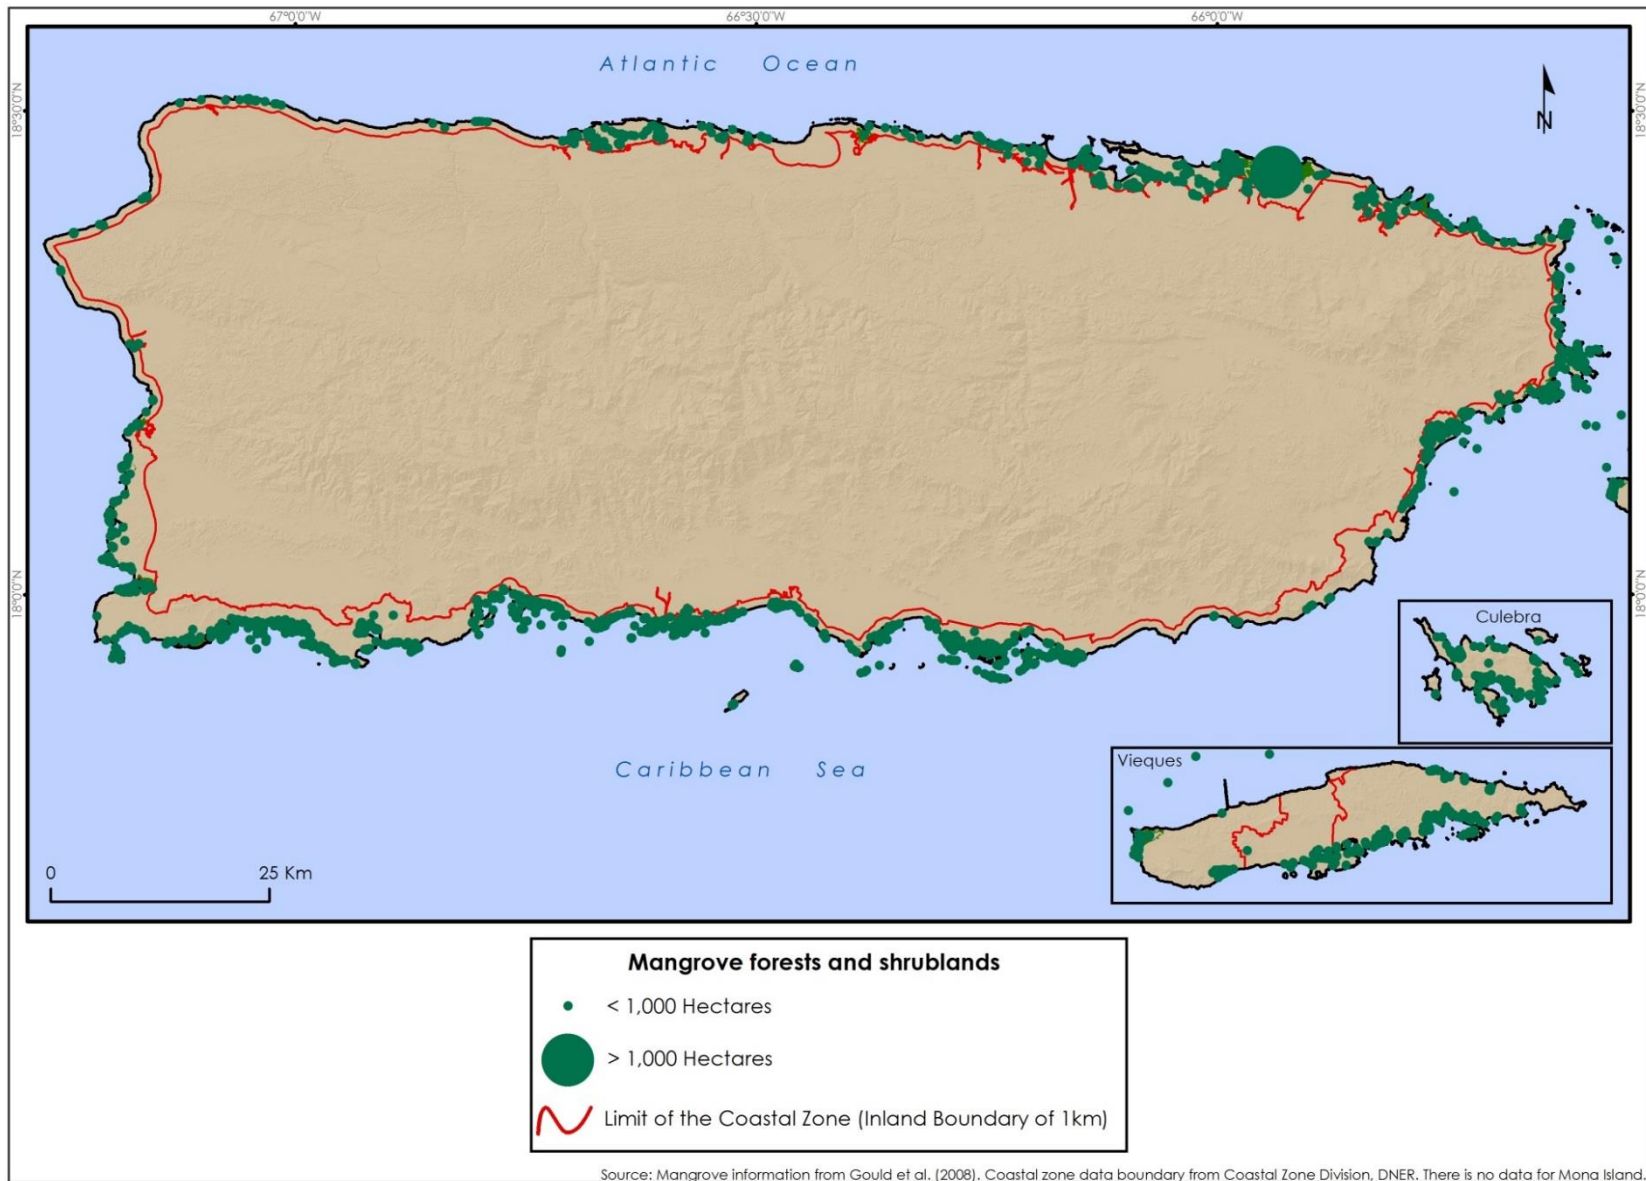 67°0'0"W 66°30'0"W 66°0'0"W
Atlantic Ocean
18°30'0"N 18°30'0"N
N
18°0'0"N 18°0'0"N
Culebra
Caribbean Sea
Vieques
0 25 Km
Mangrove forests and shrublands
< 1,000 Hectares
> 1,000 Hectares
Limit of the Coastal Zone (Inland Boundary of 1km)
Source: Mangrove information from Gould et al. (2008). Coastal zone data boundary from Coastal Zone Division, DNER. There is no data for Mona Island.